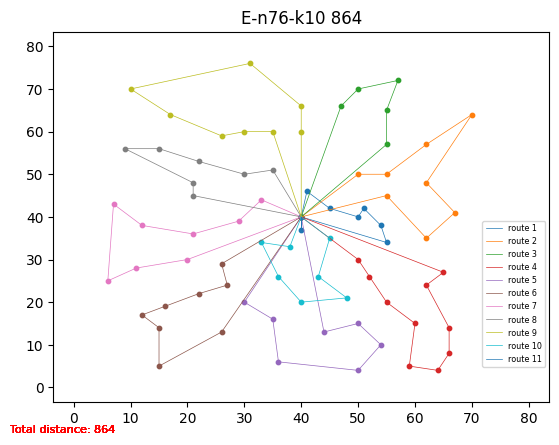 E-n76-k10 864
80
70
60
50
40
30
20
10
0
0 10 20 30 40 50 60 70 80
route 1
route 2
route 3
route 4
route 5
route 6
route 7
route 8
route 9
route 10
route 11
Total distance: 864